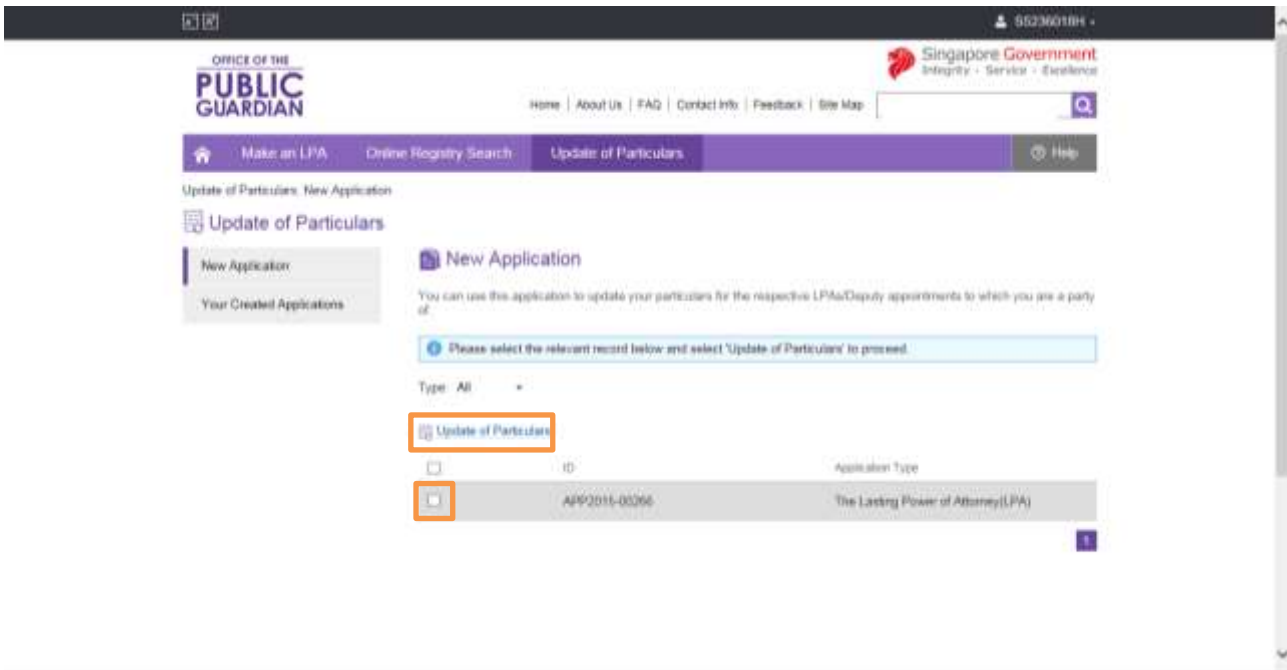 A A
S5236018H
OFFICE OF THE
PUBLIC
GUARDIAN
Singapore Government
Integrity · Service · Excellence
Home | About Us | FAQ | Contact Info | Feedback | Site Map
Make an LPA Online Registry Search Update of Particulars Help
Update of Particulars: New Application
Update of Particulars
New Application
Your Created Applications
New Application
You can use this application to update your particulars for the respective LPAs/Deputy appointments to which you are a party
of
Please select the relevant record below and select 'Update of Particulars' to proceed.
Type: All
Update of Particulars
ID Application Type
APP2015-00266 The Lasting Power of Attorney(LPA)
1